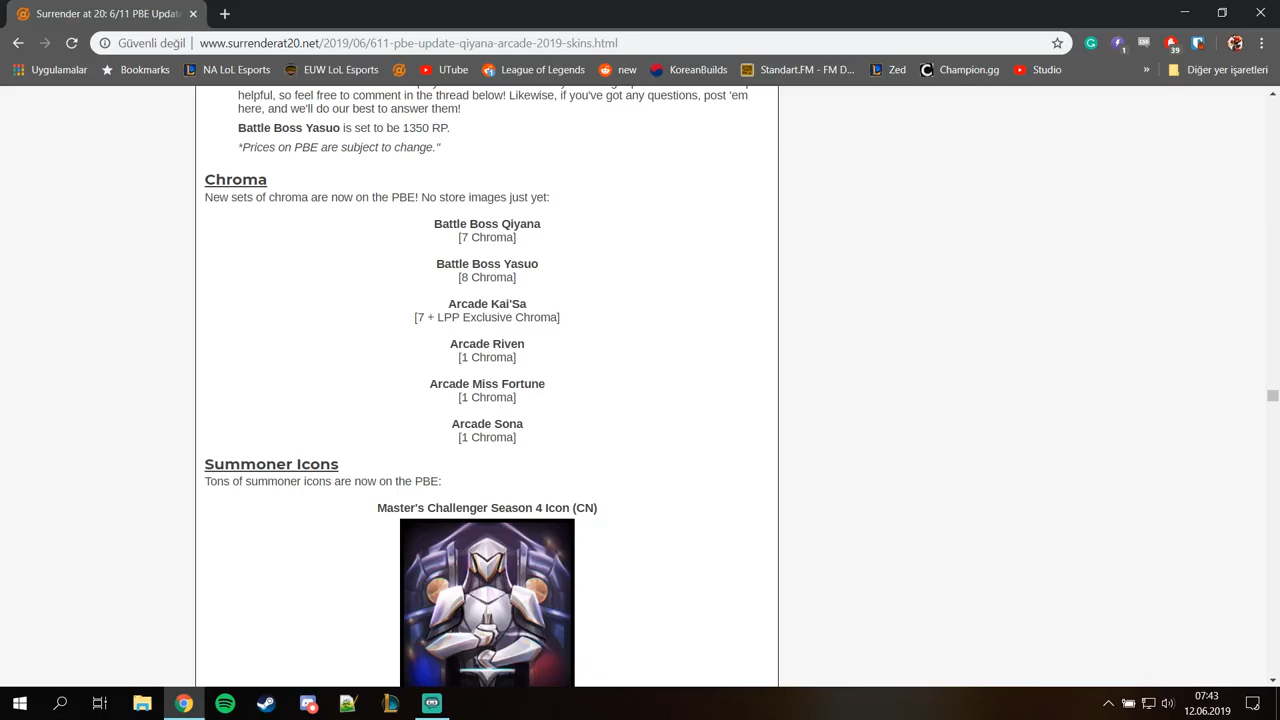 Surrender at 20: 6/11 PBE Updat
Güvenli değil
www.surrenderat20.net/2019/06/611-pbe-update-qiyana-arcade-2019-skins.html
1
39
Uygulamalar
Bookmarks
NA LoL Esports
EUW LoL Esports
UTube
League of Legends
new
KoreanBuilds
Standart.FM - FM D...
Zed
Champion.gg
Studio
»
Diğer yer işaretleri
helpful, so feel free to comment in the thread below! Likewise, if you've got any questions, post 'em
here, and we'll do our best to answer them!
Battle Boss Yasuo is set to be 1350 RP.
*Prices on PBE are subject to change."
Chroma
New sets of chroma are now on the PBE! No store images just yet:
Battle Boss Qiyana
[7 Chroma]
Battle Boss Yasuo
[8 Chroma]
Arcade Kai'Sa
[7 + LPP Exclusive Chroma]
Arcade Riven
[1 Chroma]
Arcade Miss Fortune
[1 Chroma]
Arcade Sona
[1 Chroma]
Summoner Icons
Tons of summoner icons are now on the PBE:
Master's Challenger Season 4 Icon (CN)
07:43
12.06.2019